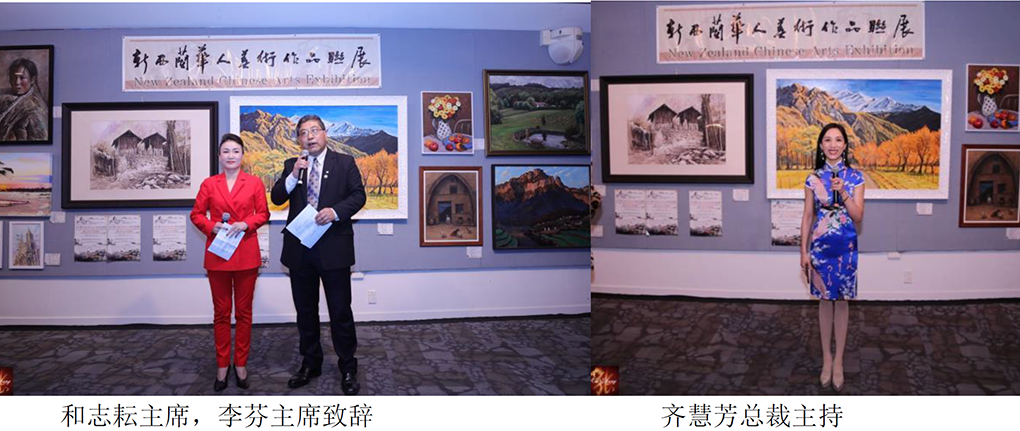 新西蘭華人美術作品聯展
New Zealand Chinese Arts Exhibition
新西蘭華人美術作品聯展
New Zealand Chinese Arts Exhibition
和志耘主席，李芬主席致辞
齐慧芳总裁主持